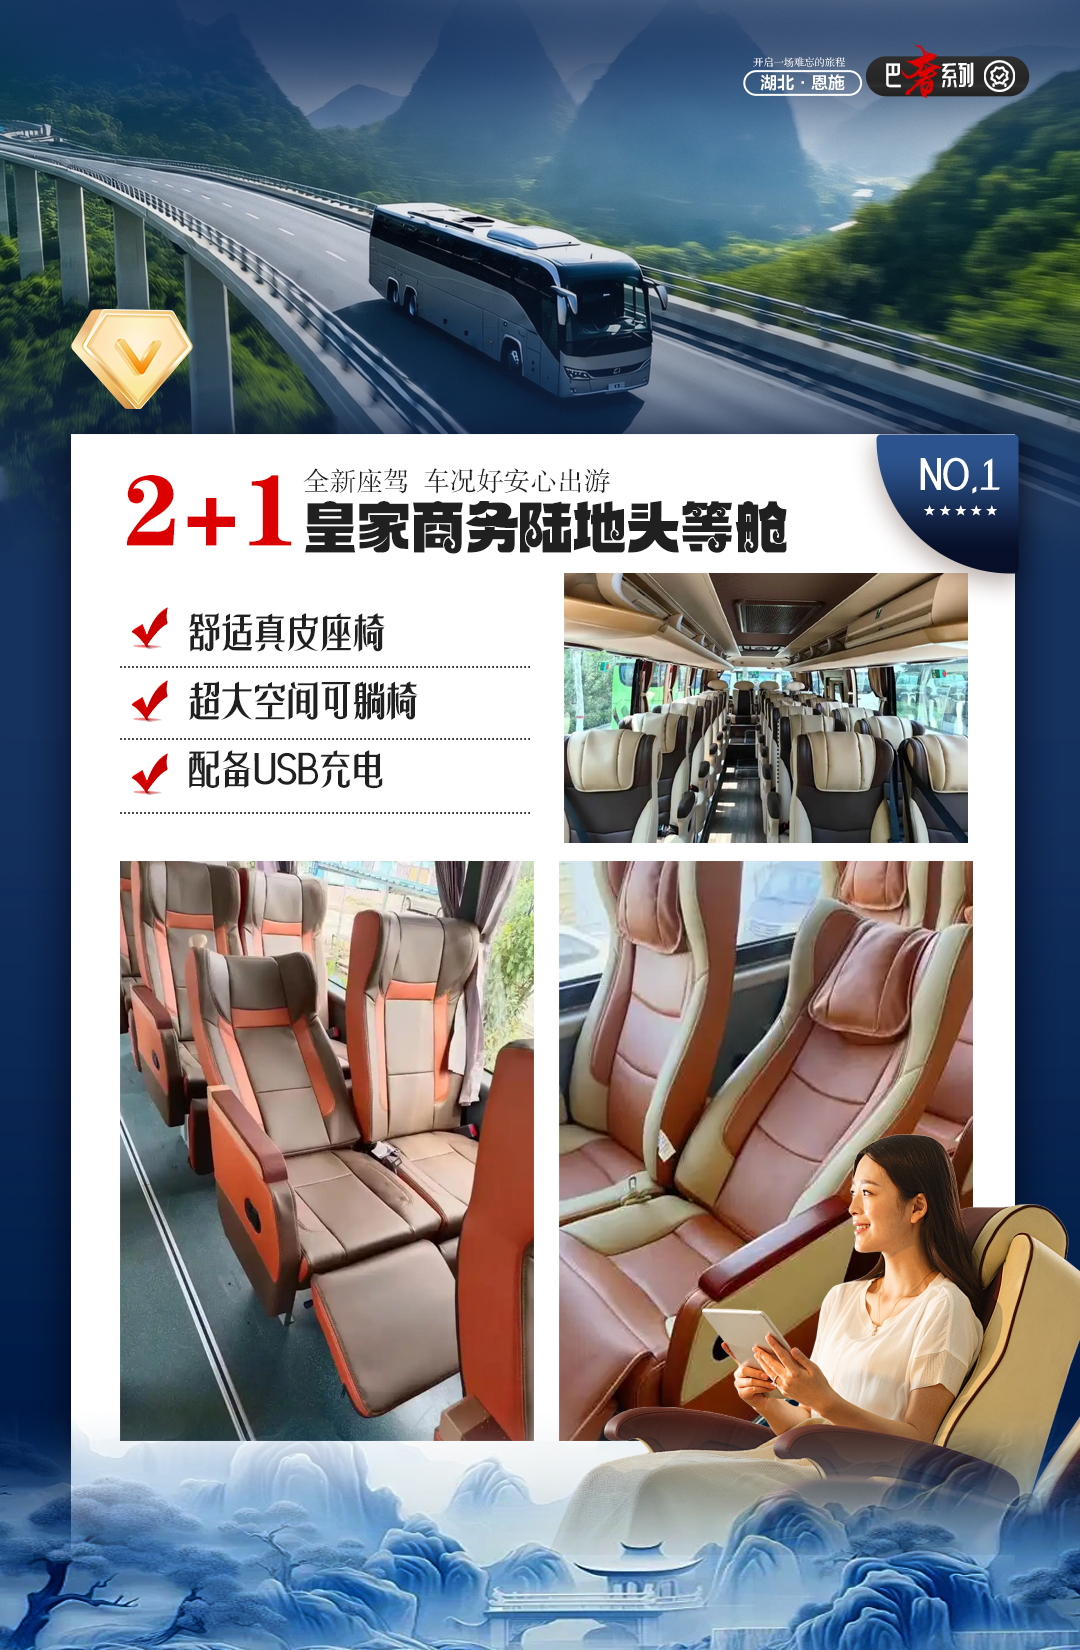 开启一场难忘的旅程
湖北·恩施
巴奢系列
NO.1
2+1
全新座驾 车况好安心出游
皇家商务陆地头等舱
舒适真皮座椅
超大空间可躺椅
配备USB充电